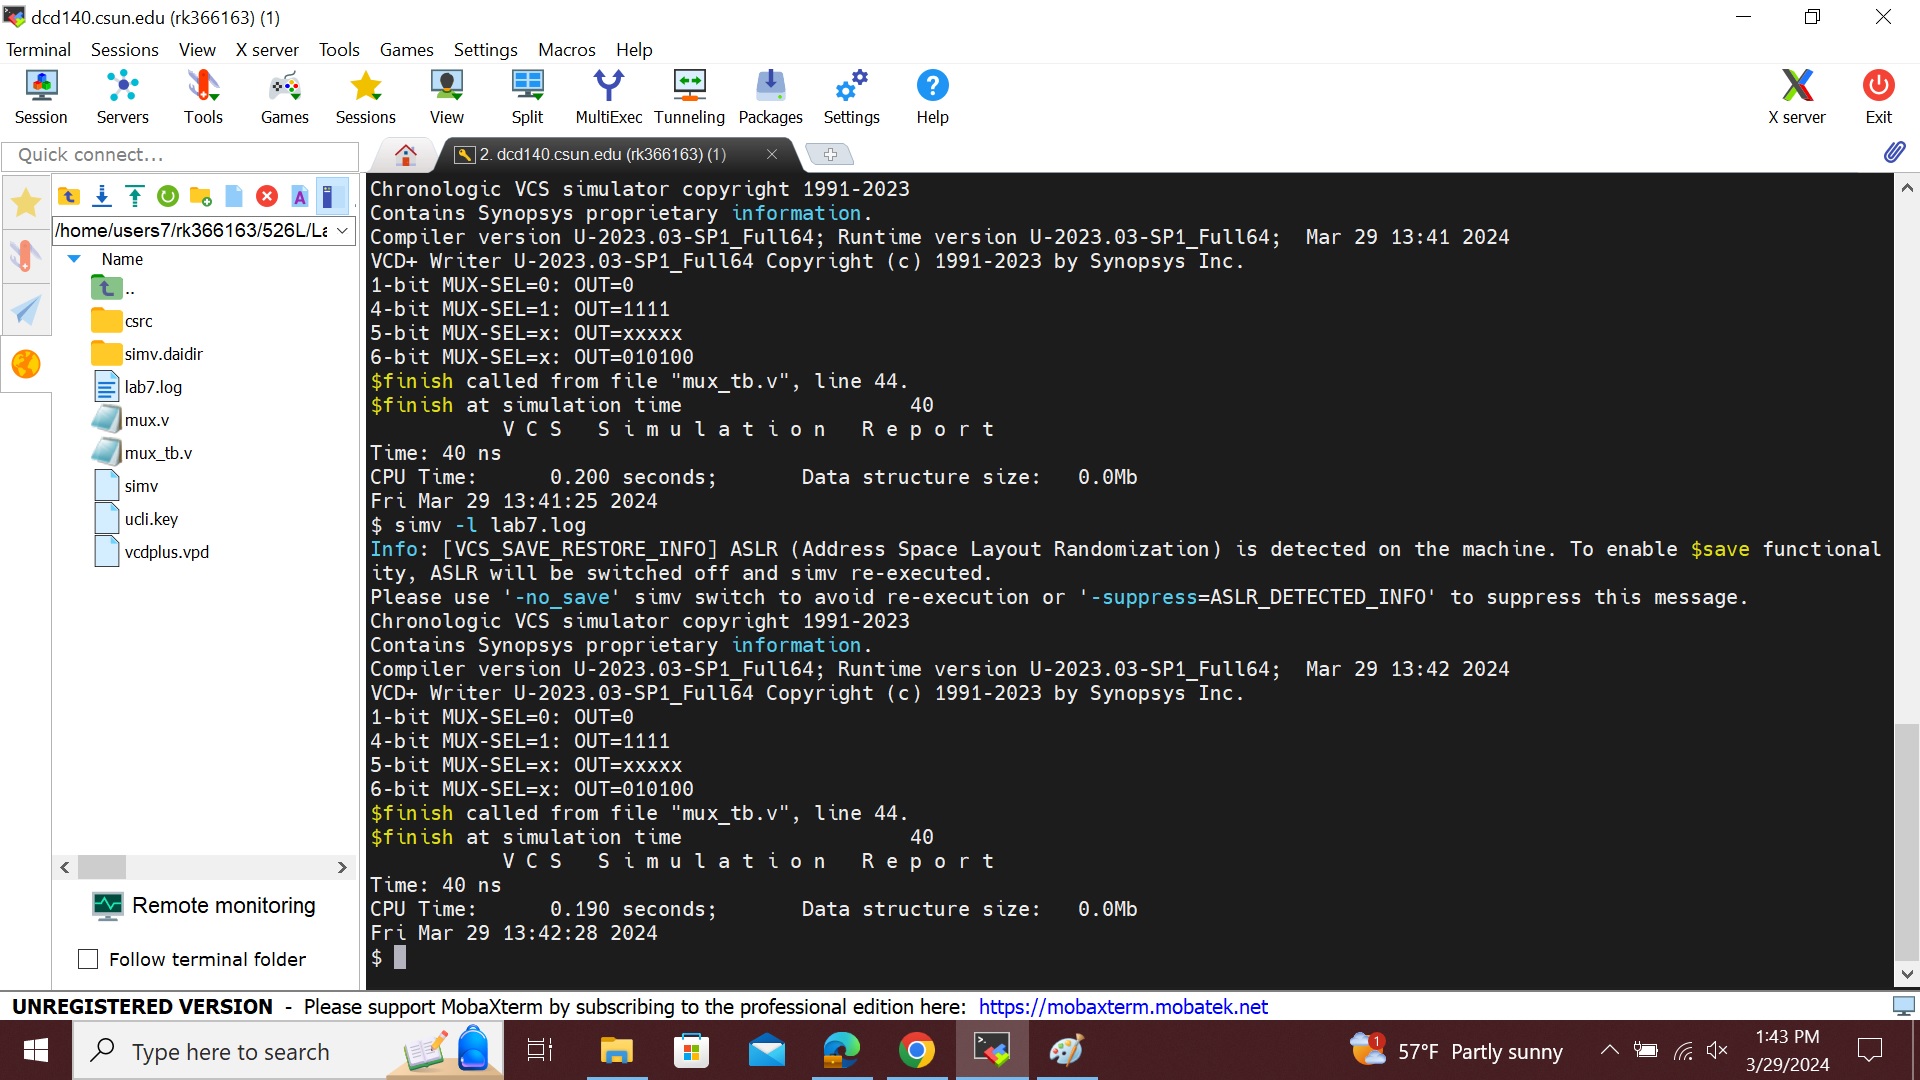 dcd140.csun.edu (rk366163) (1)
Terminal Sessions View X server Tools Games Settings Macros Help
Session Servers Tools Games Sessions View Split MultiExec Tunneling Packages Settings Help X server Exit
Quick connect...
2. dcd140.csun.edu (rk366163) (1)
/home/users7/rk366163/526L/La
Name
..
csrc
simv.daidir
lab7.log
mux.v
mux_tb.v
simv
ucli.key
vcdplus.vpd
Remote monitoring
Follow terminal folder
Chronologic VCS simulator copyright 1991-2023
Contains Synopsys proprietary information.
Compiler version U-2023.03-SP1_Full64; Runtime version U-2023.03-SP1_Full64;  Mar 29 13:41 2024
VCD+ Writer U-2023.03-SP1_Full64 Copyright (c) 1991-2023 by Synopsys Inc.
1-bit MUX-SEL=0: OUT=0
4-bit MUX-SEL=1: OUT=1111
5-bit MUX-SEL=x: OUT=xxxxx
6-bit MUX-SEL=x: OUT=010100
$finish called from file "mux_tb.v", line 44.
$finish at simulation time                   40
           V C S   S i m u l a t i o n   R e p o r t
Time: 40 ns
CPU Time:      0.200 seconds;       Data structure size:   0.0Mb
Fri Mar 29 13:41:25 2024
$ simv -l lab7.log
Info: [VCS_SAVE_RESTORE_INFO] ASLR (Address Space Layout Randomization) is detected on the machine. To enable $save functional
ity, ASLR will be switched off and simv re-executed.
Please use '-no_save' simv switch to avoid re-execution or '-suppress=ASLR_DETECTED_INFO' to suppress this message.
Chronologic VCS simulator copyright 1991-2023
Contains Synopsys proprietary information.
Compiler version U-2023.03-SP1_Full64; Runtime version U-2023.03-SP1_Full64;  Mar 29 13:42 2024
VCD+ Writer U-2023.03-SP1_Full64 Copyright (c) 1991-2023 by Synopsys Inc.
1-bit MUX-SEL=0: OUT=0
4-bit MUX-SEL=1: OUT=1111
5-bit MUX-SEL=x: OUT=xxxxx
6-bit MUX-SEL=x: OUT=010100
$finish called from file "mux_tb.v", line 44.
$finish at simulation time                   40
           V C S   S i m u l a t i o n   R e p o r t
Time: 40 ns
CPU Time:      0.190 seconds;       Data structure size:   0.0Mb
Fri Mar 29 13:42:28 2024
$
UNREGISTERED VERSION - Please support MobaXterm by subscribing to the professional edition here: https://mobaxterm.mobatek.net
Type here to search
1
57°F Partly sunny
1:43 PM
3/29/2024